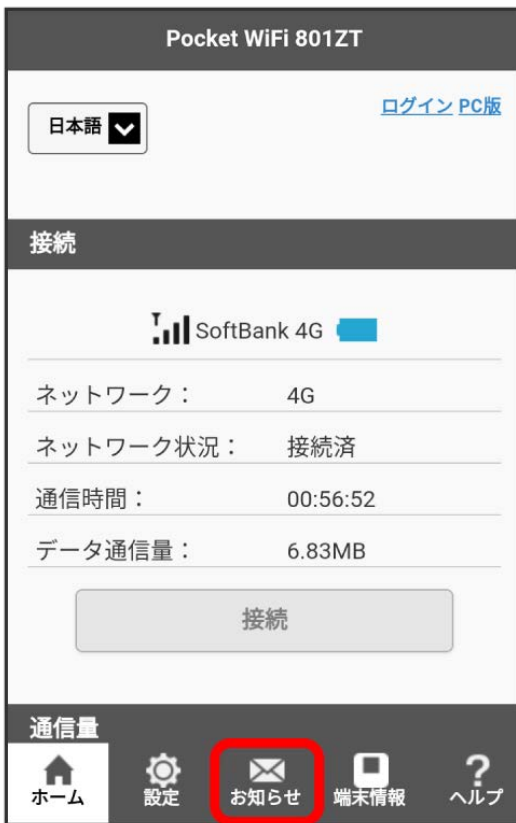 Pocket WiFi 801ZT
日本語
ログイン PC版
接続
SoftBank 4G
ネットワーク： 4G
ネットワーク状況： 接続済
通信時間： 00:56:52
データ通信量： 6.83MB
接続
通信量
ホーム 設定 お知らせ 端末情報 ヘルプ